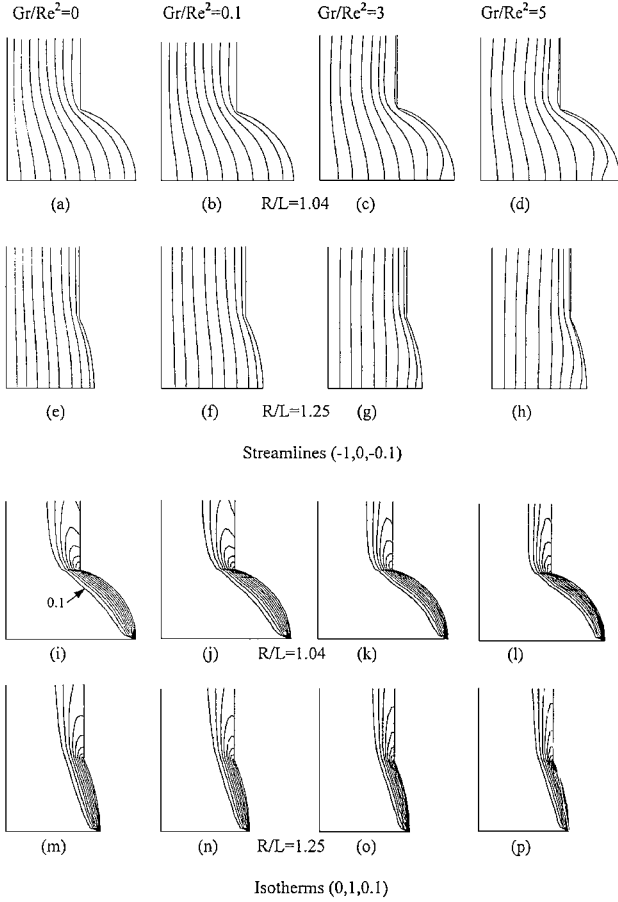 Gr/Re²=0 Gr/Re²=0.1 Gr/Re²=3 Gr/Re²=5
(a) (b) R/L=1.04 (c) (d)
(e) (f) R/L=1.25 (g) (h)
Streamlines (-1,0,-0.1)
0.1
(i) (j) R/L=1.04 (k) (l)
(m) (n) R/L=1.25 (o) (p)
Isotherms (0,1,0.1)